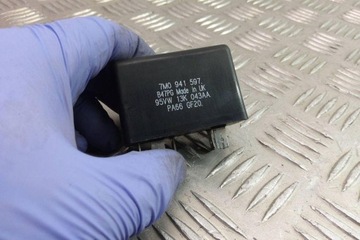 7M0 941 597.
847PG Made in UK
95VW 13K 043AA
PA66 GF20.